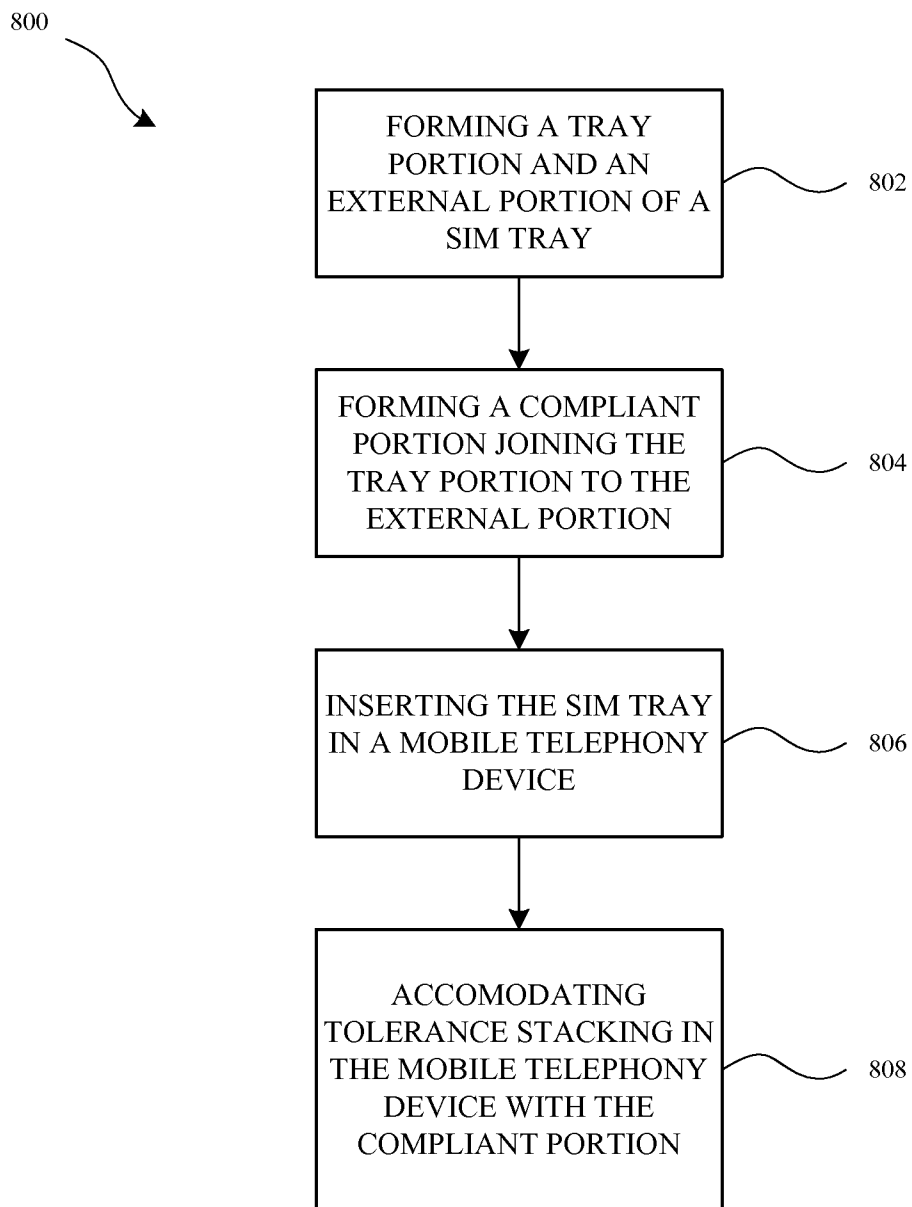 800
FORMING A TRAY
PORTION AND AN
EXTERNAL PORTION OF A
SIM TRAY
802
FORMING A COMPLIANT
PORTION JOINING THE
TRAY PORTION TO THE
EXTERNAL PORTION
804
INSERTING THE SIM TRAY
IN A MOBILE TELEPHONY
DEVICE
806
ACCOMODATING
TOLERANCE STACKING IN
THE MOBILE TELEPHONY
DEVICE WITH THE
COMPLIANT PORTION
808